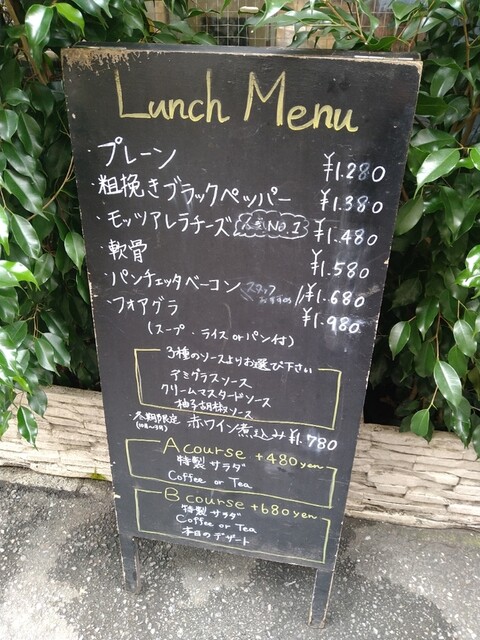 Lunch Menu
・プレーン ¥1.280
・粗挽きブラックペッパー ¥1.380
・モッツァレラチーズ 人気No.1 ¥1.480
・軟骨 ¥1.580
・パンチェッタベーコン スタッフおすすめ ¥1.680
・フォアグラ ¥1.980
(スープ・ライス or パン付)
3種のソースよりお選び下さい
デミグラスソース
クリームマスタードソース
柚子胡椒ソース
冬期限定 赤ワイン煮込み ¥1.780
(10月〜3月)
A course +480yen
特製サラダ
Coffee or Tea
B course +680yen
特製サラダ
Coffee or Tea
本日のデザート